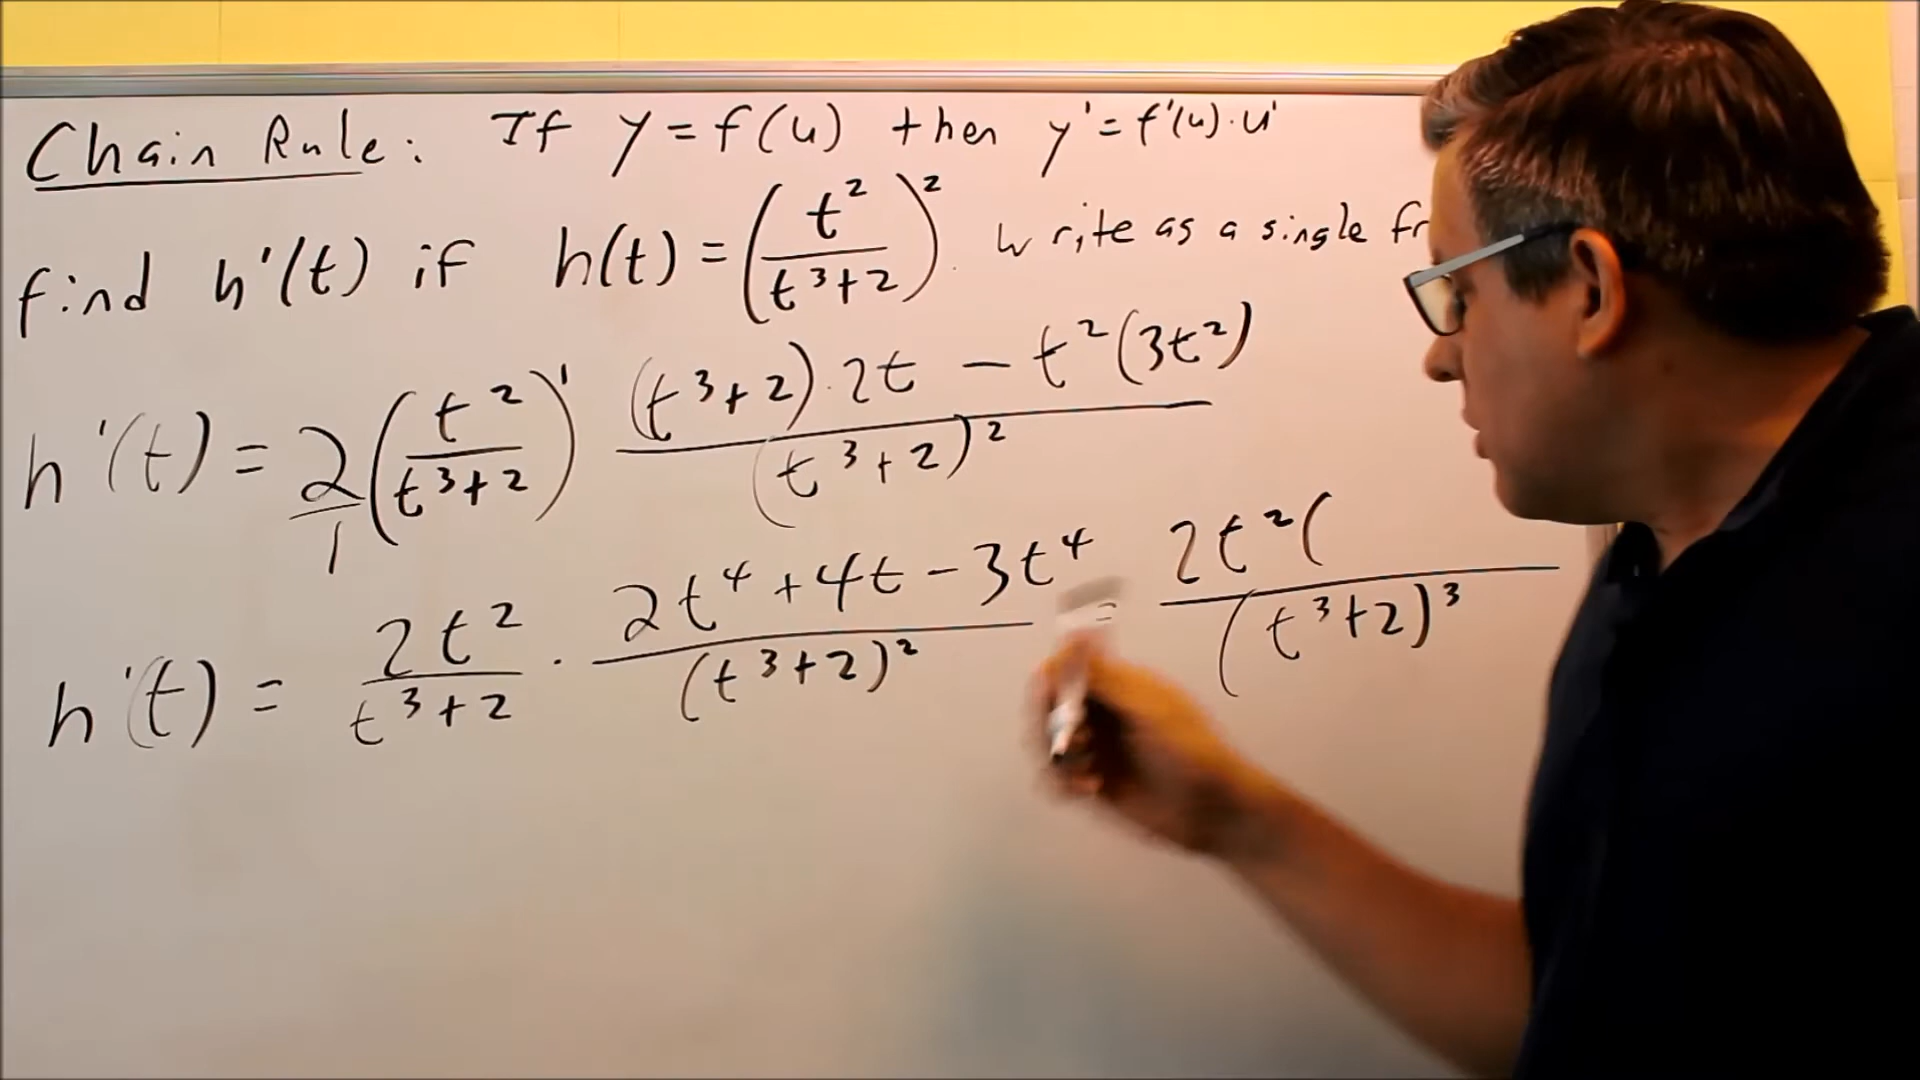 Chain Rule: If y = f(u) then y' = f'(u)·u'
find h'(t) if h(t) = (t²/(t³+2))². write as a single fr
h'(t) = 2/1 (t²/(t³+2))¹ ((t³+2)·2t − t²(3t²))/(t³+2)²
h'(t) = 2t²/(t³+2) · (2t⁴+4t−3t⁴)/(t³+2)² = 2t²(/(t³+2)³